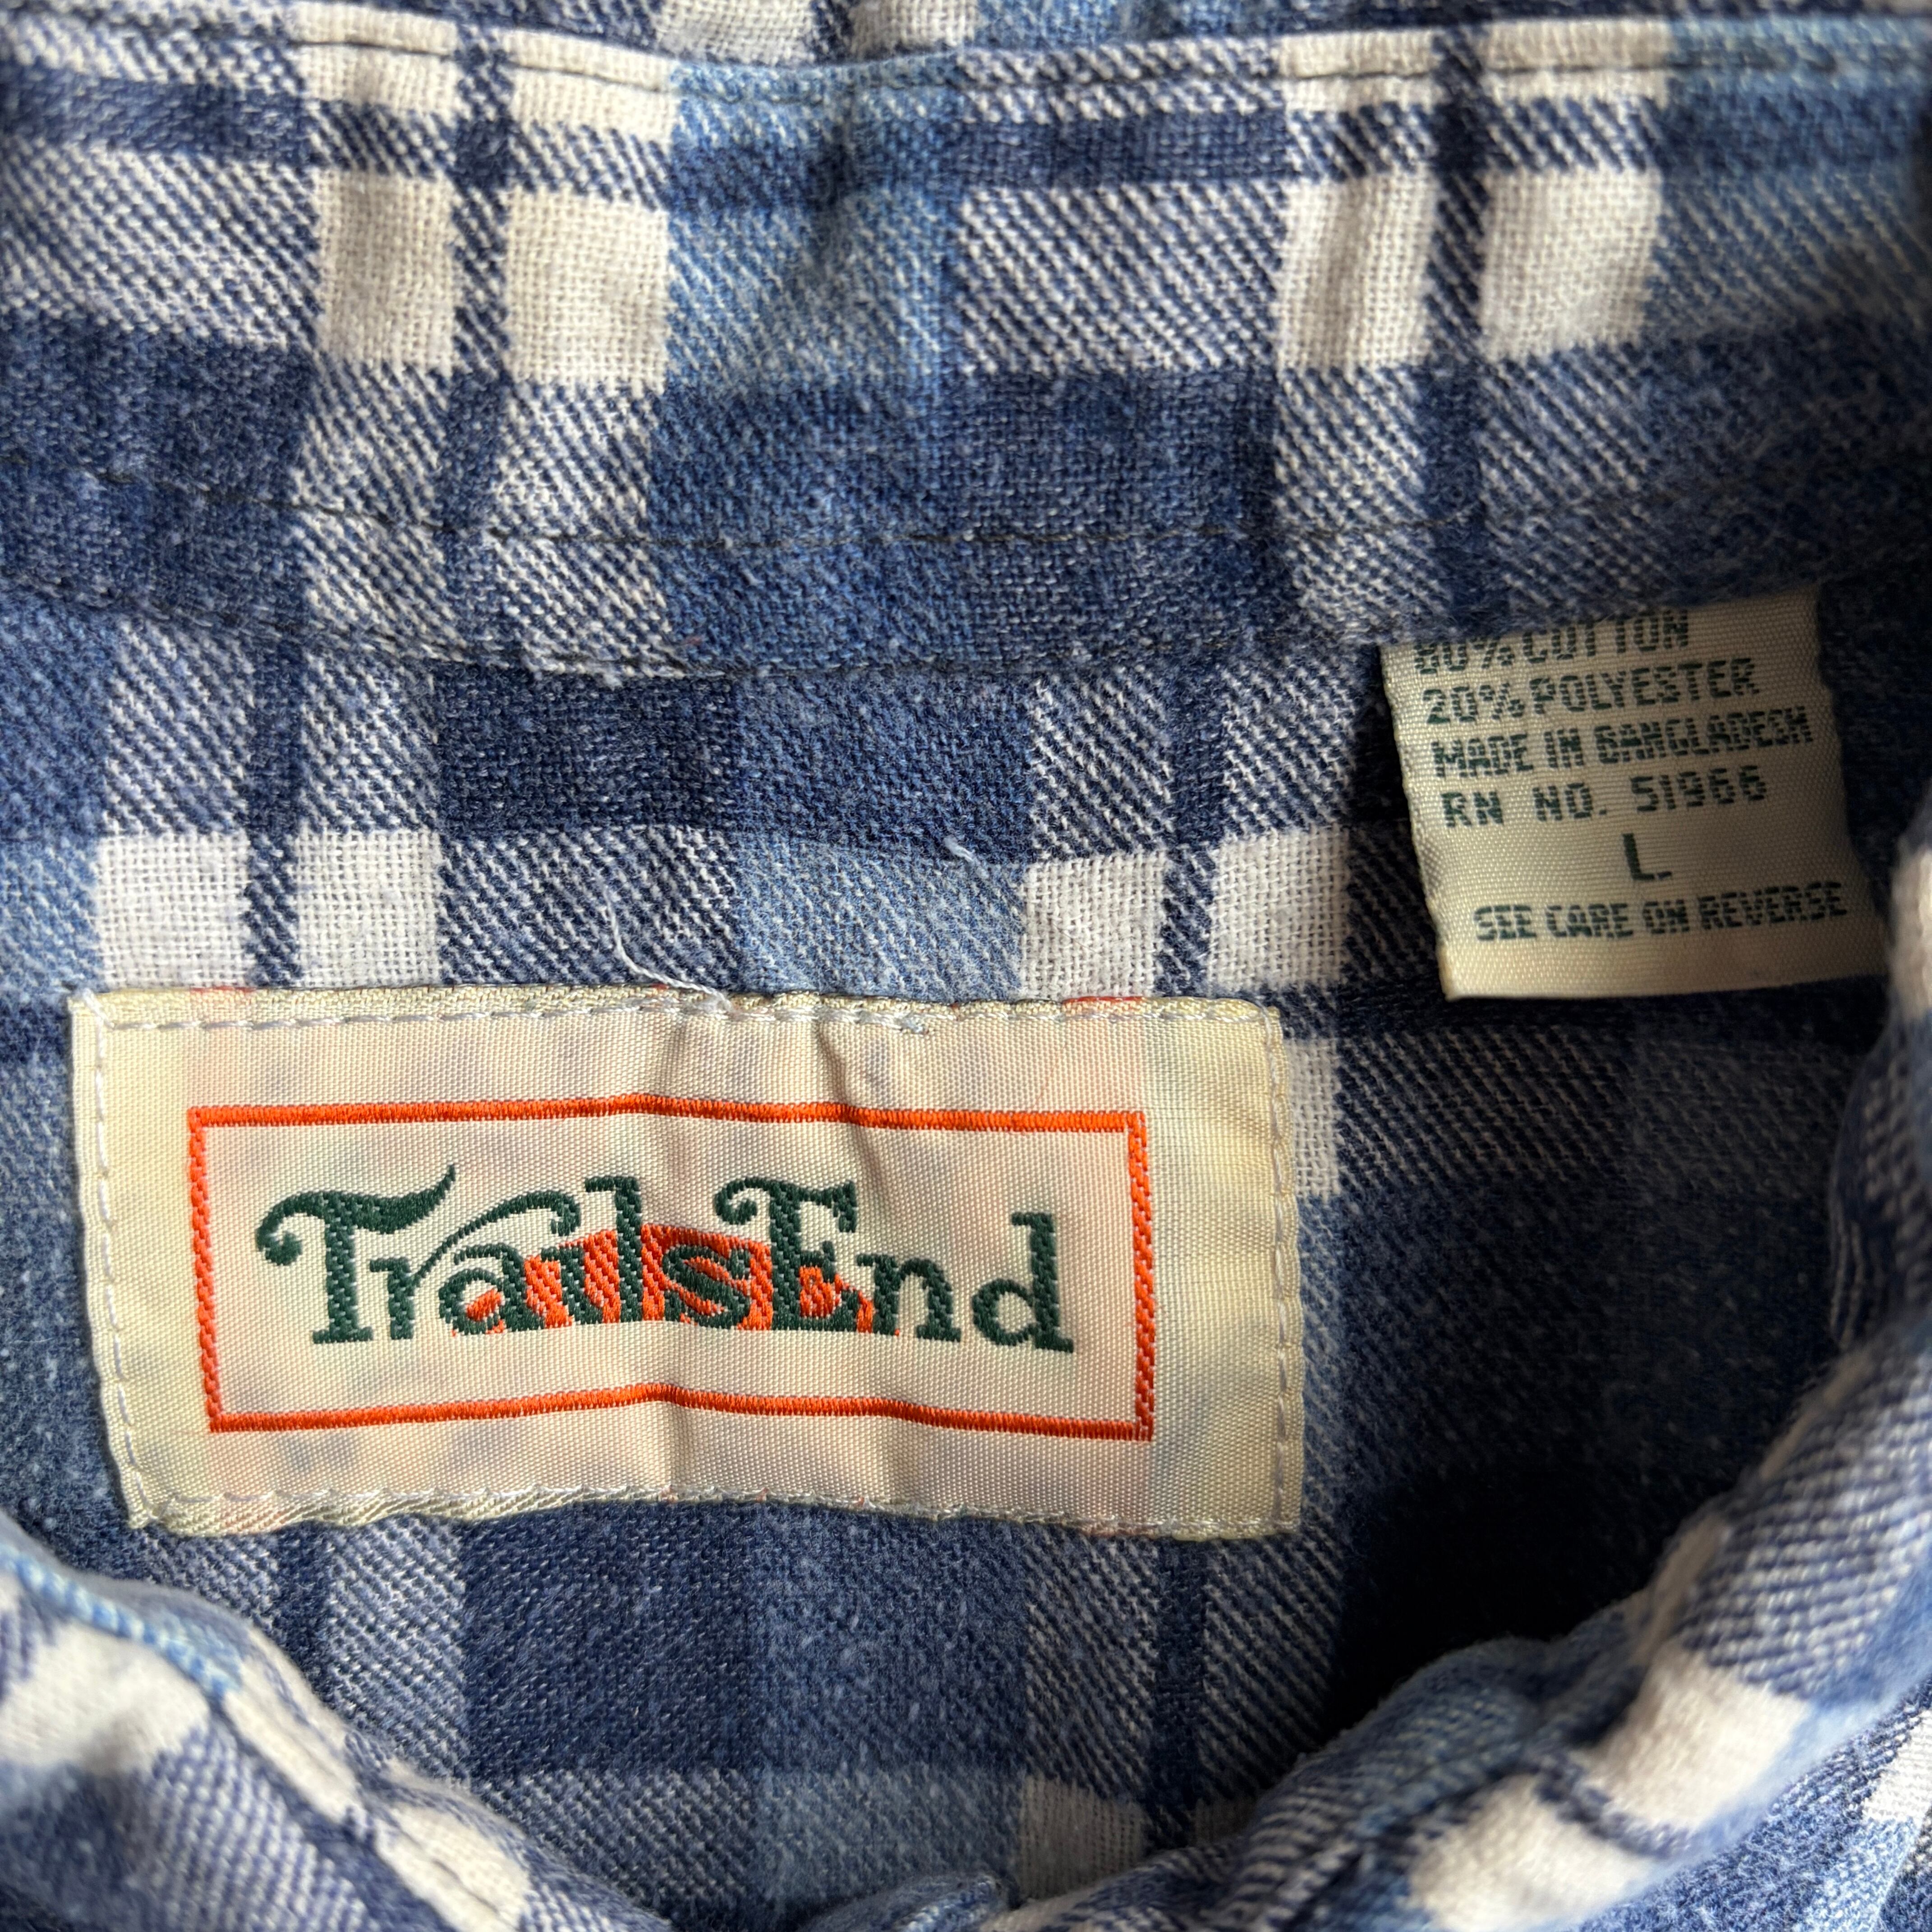 80% COTTON
20% POLYESTER
MADE IN BANGLADESH
RN NO. 51966
L.
SEE CARE ON REVERSE
TrailsEnd